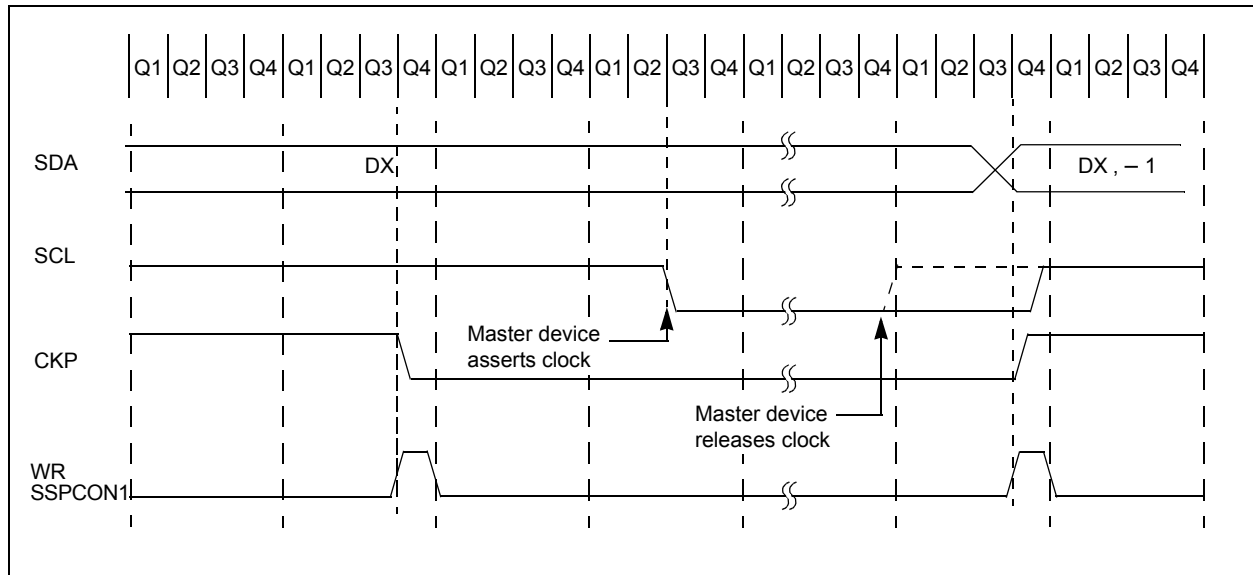 Q1 Q2 Q3 Q4 Q1 Q2 Q3 Q4 Q1 Q2 Q3 Q4 Q1 Q2 Q3 Q4 Q1 Q2 Q3 Q4 Q1 Q2 Q3 Q4 Q1 Q2 Q3 Q4
SDA
DX
DX , – 1
SCL
Master device
asserts clock
CKP
Master device
releases clock
WR
SSPCON1